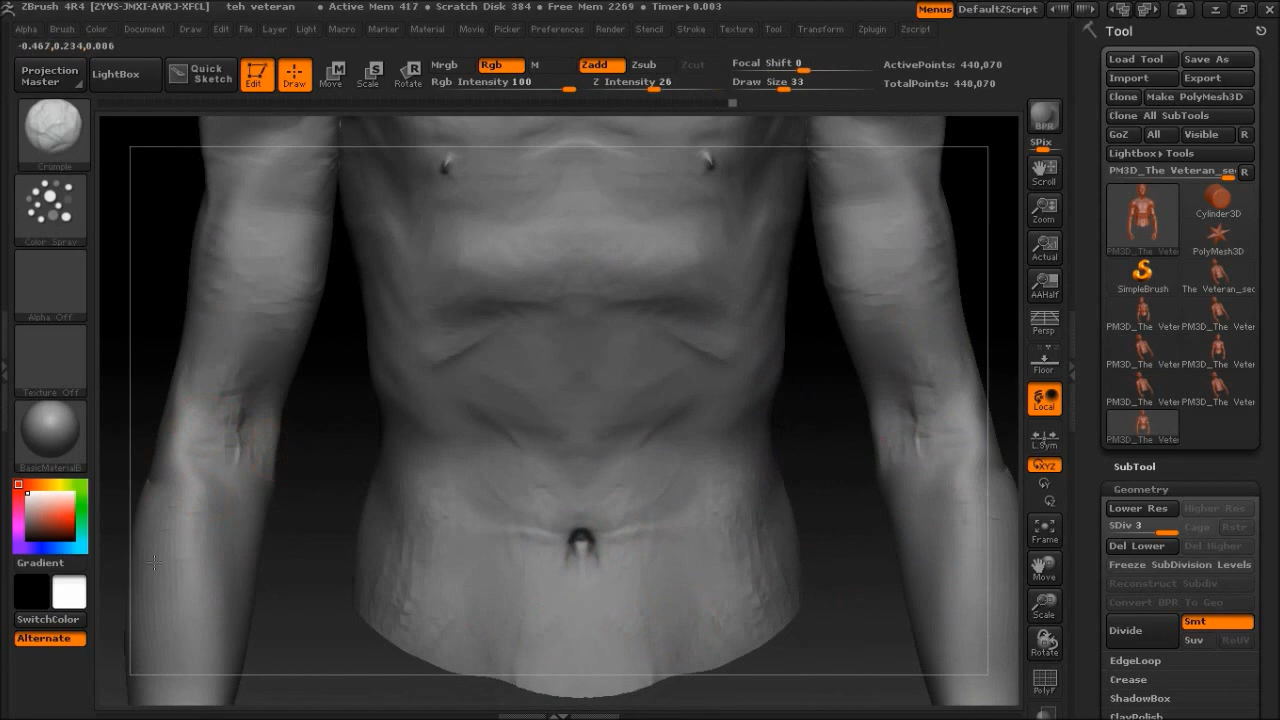 ZBrush 4R4 [ZYVS-JMXI-AVRJ-XFCL] teh veteran • Active Mem 417 • Scratch Disk 384 • Free Mem 2269 • Timer▸0.003 Menus DefaultZScript
Alpha Brush Color Document Draw Edit File Layer Light Macro Marker Material Movie Picker Preferences Render Stencil Stroke Texture Tool Transform Zplugin Zscript
-0.467,0.234,0.006
Tool
Load Tool Save As
Import Export
Clone Make PolyMesh3D
Clone All SubTools
GoZ All Visible R
Lightbox▸Tools
PM3D_The Veteran_se R
PM3D_The Vete Cylinder3D
PolyMesh3D
SimpleBrush The Veteran_sec
PM3D_The Veter PM3D_The Veter
PM3D_The Veter PM3D_The Veter
PM3D_The Veter PM3D_The Veter
PM3D_The Veter
SubTool
Geometry
Lower Res Higher Res
SDiv 3 Cage Rstr
Del Lower Del Higher
Freeze SubDivision Levels
Reconstruct Subdiv
Convert BPR To Geo
Divide Smt
Suv ReUV
EdgeLoop
Crease
ShadowBox
ClayPolish
Projection Master
LightBox
Quick Sketch
Edit Draw Move Scale Rotate
Mrgb Rgb M
Rgb Intensity 100
Zadd Zsub Zcut
Z Intensity 26
Focal Shift 0
Draw Size 33
ActivePoints: 440,070
TotalPoints: 440,070
Crumple
Color Spray
Alpha Off
Texture Off
BasicMaterialB
Gradient
SwitchColor
Alternate
BPR
SPix
Scroll
Zoom
Actual
AAHalf
Persp
Floor
Local
L.Sym
XYZ
Y
Z
Frame
Move
Scale
Rotate
PolyF